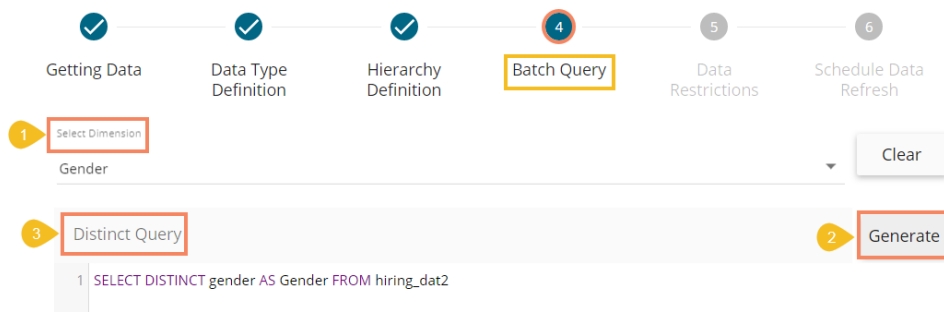 4
5
6
Getting Data
Data Type
Definition
Hierarchy
Definition
Batch Query
Data
Restrictions
Schedule Data
Refresh
1
Select Dimension
Gender
Clear
3
Distinct Query
2
Generate
1 SELECT DISTINCT gender AS Gender FROM hiring_dat2